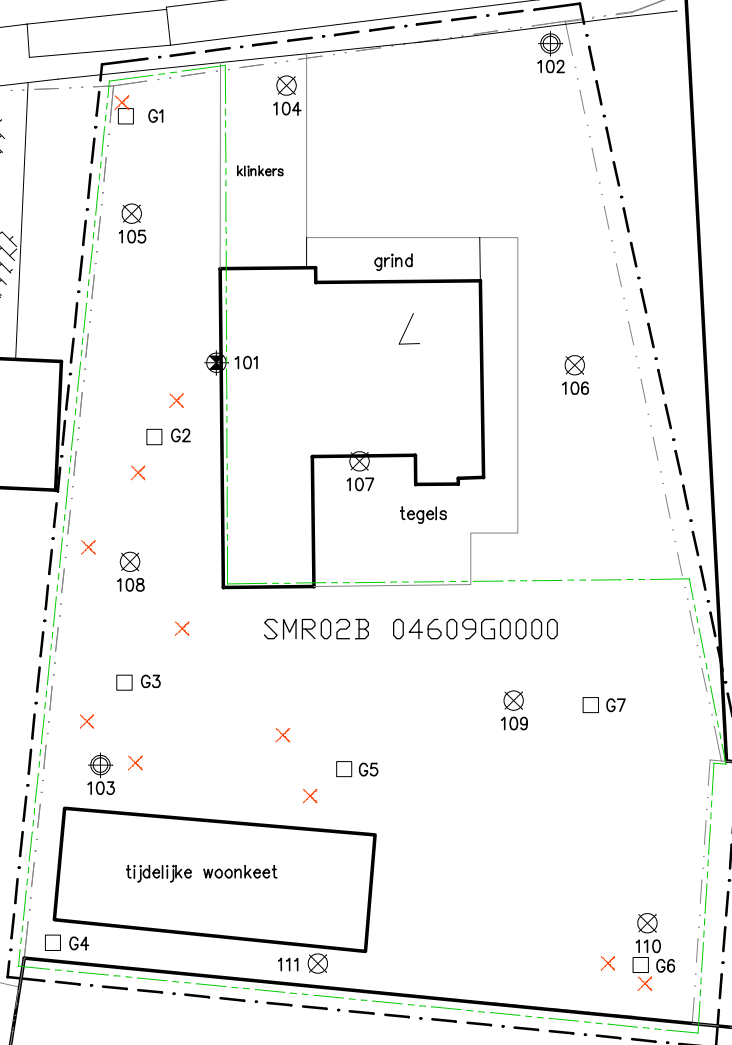 102
104
G1
klinkers
105
grind
101
106
G2
107
tegels
108
SMR02B 04609G0000
G3
109
G7
G5
103
tijdelijke woonkeet
110
G4
111
G6